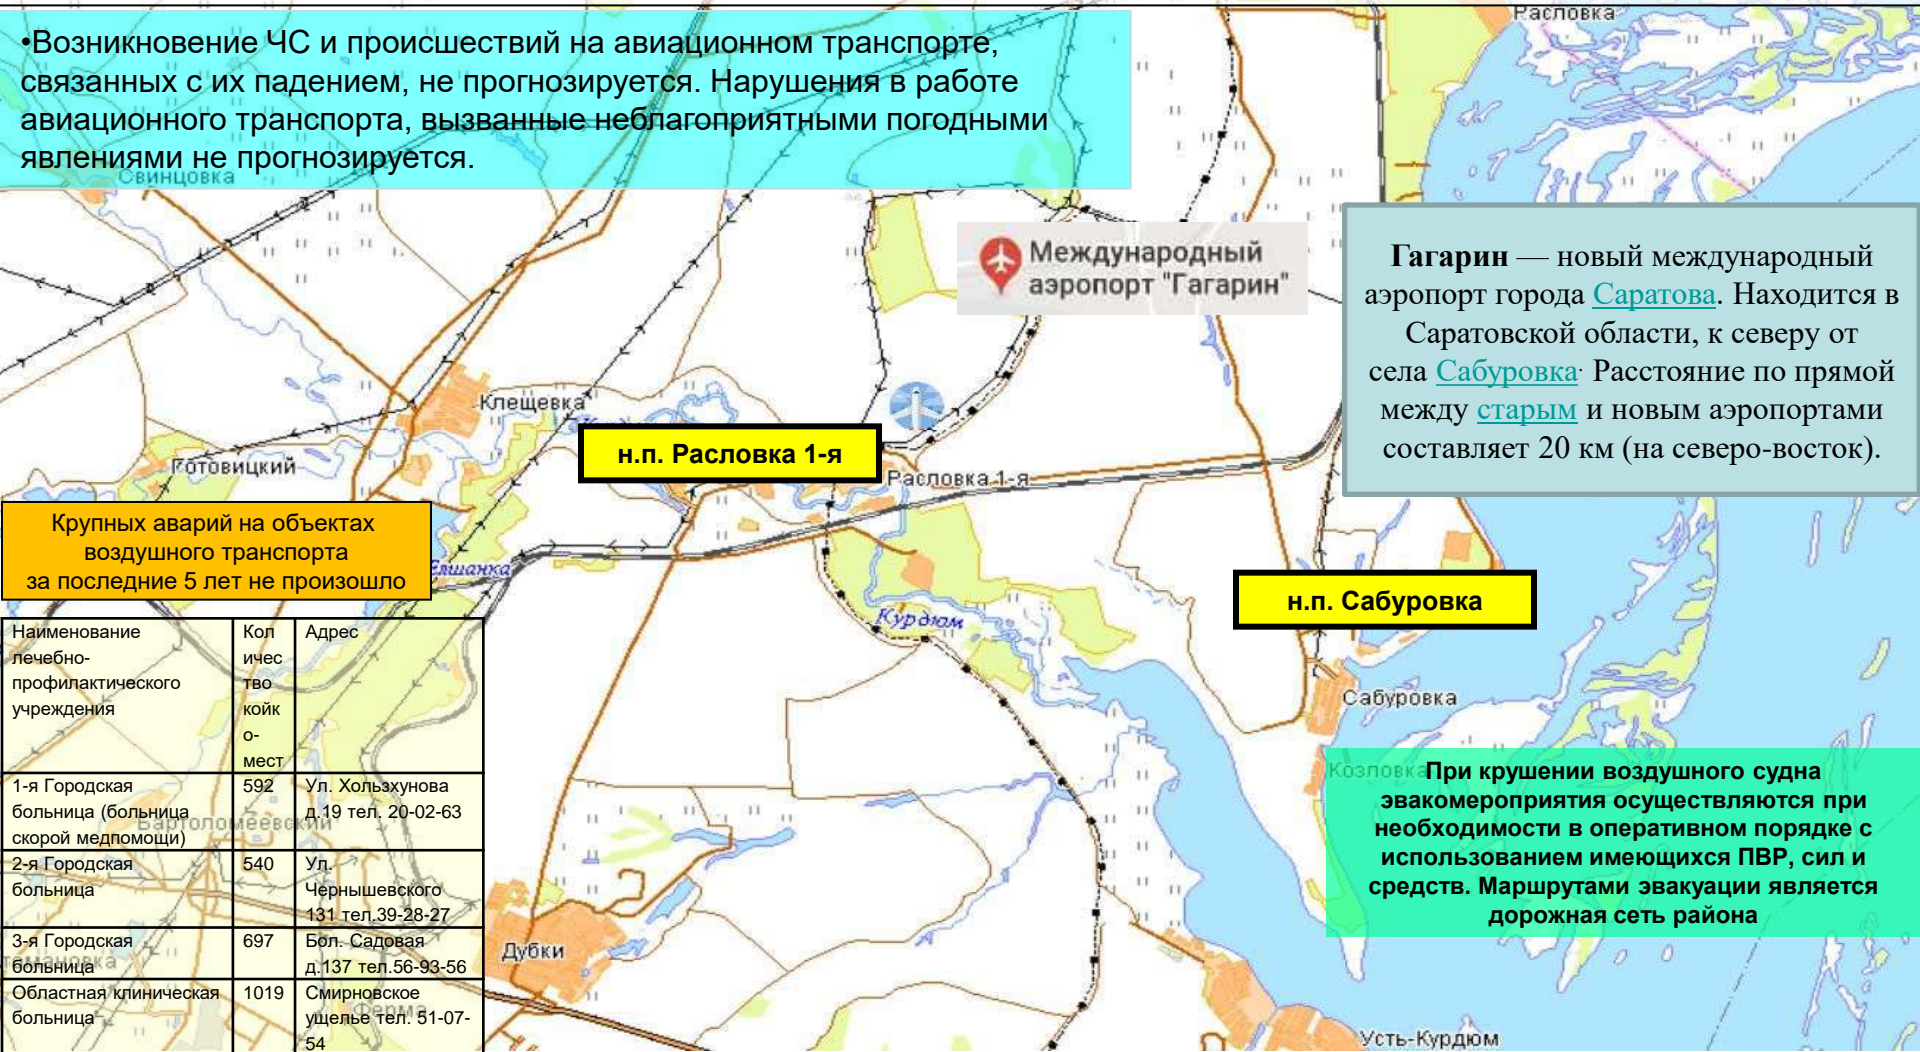 Расловка
•Возникновение ЧС и происшествий на авиационном транспорте,
связанных с их падением, не прогнозируется. Нарушения в работе
авиационного транспорта, вызванные неблагоприятными погодными
явлениями не прогнозируется.
Свинцовка
Международный
аэропорт "Гагарин"
Гагарин — новый международный
аэропорт города Саратова. Находится в
Саратовской области, к северу от
села Сабуровка. Расстояние по прямой
между старым и новым аэропортами
составляет 20 км (на северо-восток).
Клещевка
н.п. Расловка 1-я
Готовицкий
Расловка 1-я
Крупных аварий на объектах
воздушного транспорта
за последние 5 лет не произошло
Елшанка
н.п. Сабуровка
Курдюм
Сабуровка
Козловка
Наименование
лечебно-
профилактического
учреждения
Кол
ичес
тво
койк
о-
мест
Адрес
1-я Городская
больница (больница
скорой медпомощи)
592
Ул. Хользхунова
д.19 тел. 20-02-63
Бартоломеевский
2-я Городская
больница
540
Ул.
Чернышевского
131 тел.39-28-27
3-я Городская
больница
697
Бол. Садовая
д.137 тел.56-93-56
Областная клиническая
больница
1019
Смирновское
ущелье тел. 51-07-
54
Ферма
При крушении воздушного судна
эвакомероприятия осуществляются при
необходимости в оперативном порядке с
использованием имеющихся ПВР, сил и
средств. Маршрутами эвакуации является
дорожная сеть района
Дубки
Усть-Курдюм